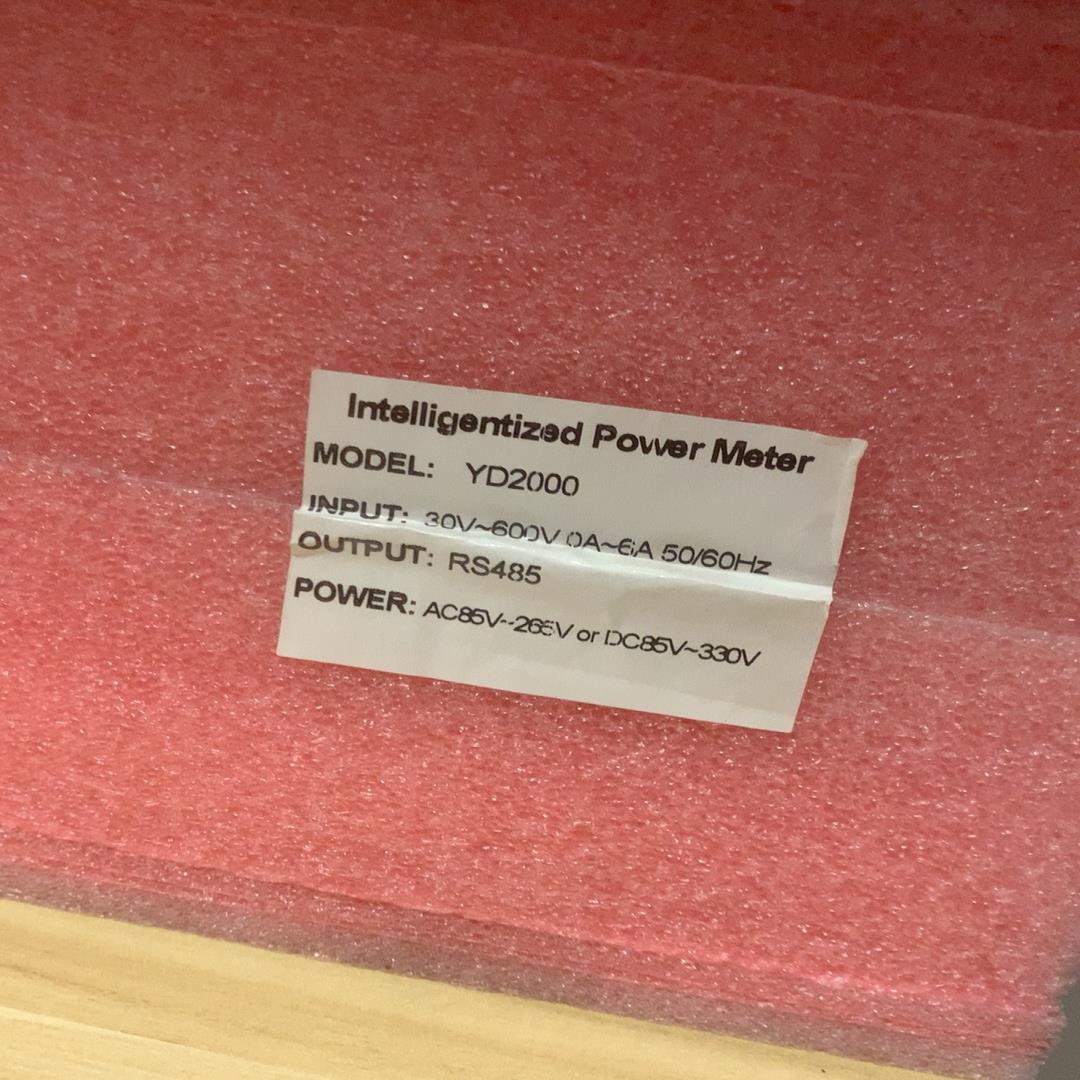 Intelligentized Power Meter
MODEL: YD2000
INPUT: 30V~600V 0A~6A 50/60Hz
OUTPUT: RS485
POWER: AC85V~265V or DC85V~330V